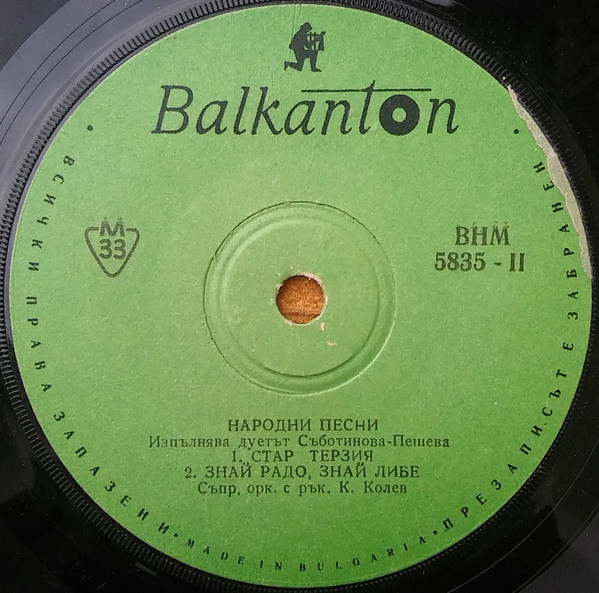 Balkanton
M
33
ВНМ
5835 - II
НАРОДНИ ПЕСНИ
Изпълнява дуетът Съботинова-Пешева
1. СТАР ТЕРЗИЯ
2. ЗНАЙ РАДО, ЗНАЙ ЛИБЕ
Съпр. орк. с рък. К. Колев
• ВСИЧКИ ПРАВА ЗАПАЗЕНИ • MADE IN BULGARIA • ПРЕЗАПИСЪТ Е ЗАБРАНЕН •